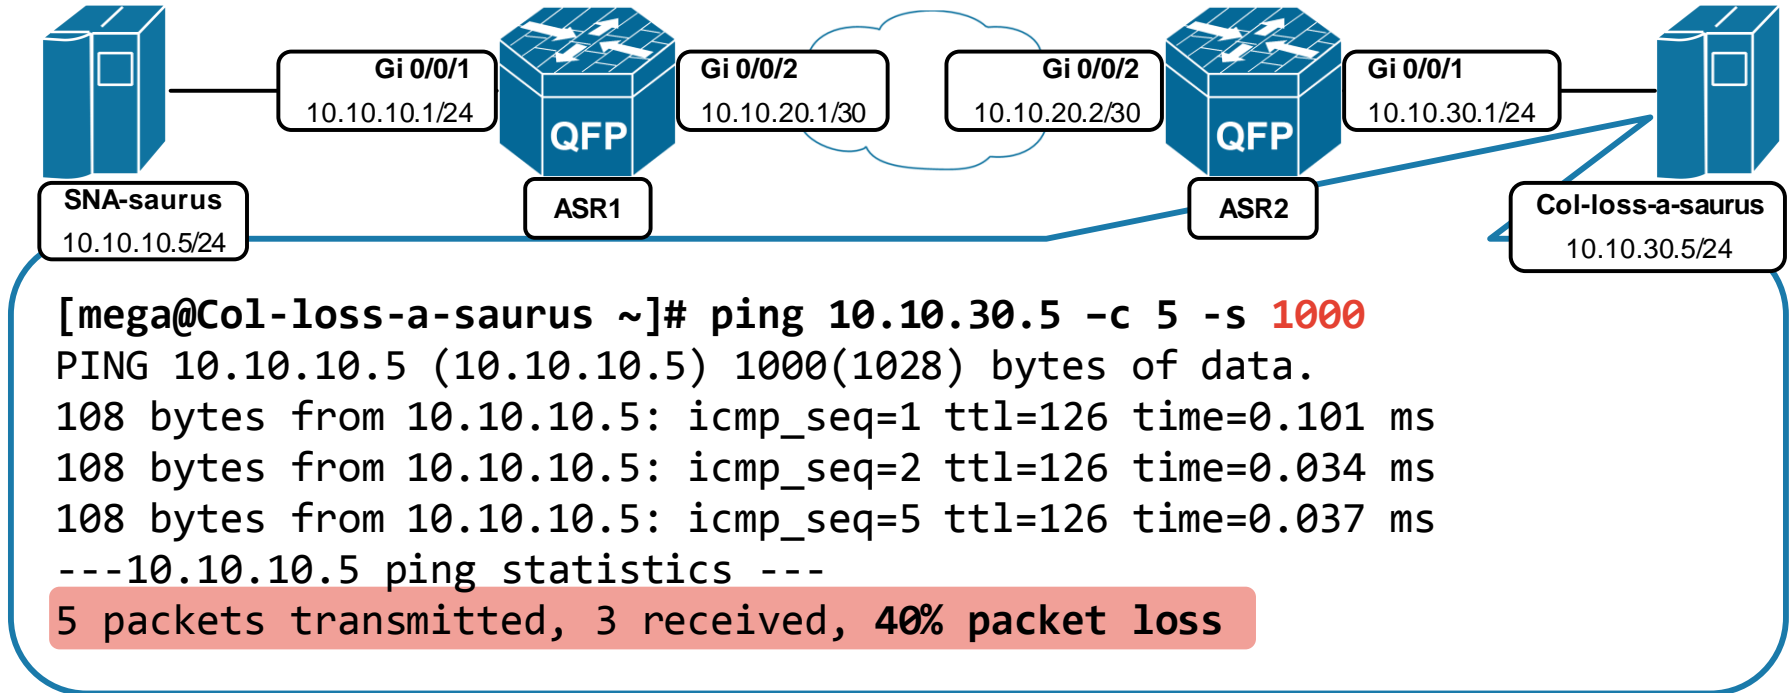 Gi 0/0/1
10.10.10.1/24
QFP
Gi 0/0/2
10.10.20.1/30
Gi 0/0/2
10.10.20.2/30
QFP
Gi 0/0/1
10.10.30.1/24
SNA-saurus
10.10.10.5/24
ASR1
ASR2
Col-loss-a-saurus
10.10.30.5/24
[mega@Col-loss-a-saurus ~]# ping 10.10.30.5 –c 5 -s 1000
PING 10.10.10.5 (10.10.10.5) 1000(1028) bytes of data.
108 bytes from 10.10.10.5: icmp_seq=1 ttl=126 time=0.101 ms
108 bytes from 10.10.10.5: icmp_seq=2 ttl=126 time=0.034 ms
108 bytes from 10.10.10.5: icmp_seq=5 ttl=126 time=0.037 ms
---10.10.10.5 ping statistics ---
5 packets transmitted, 3 received, 40% packet loss